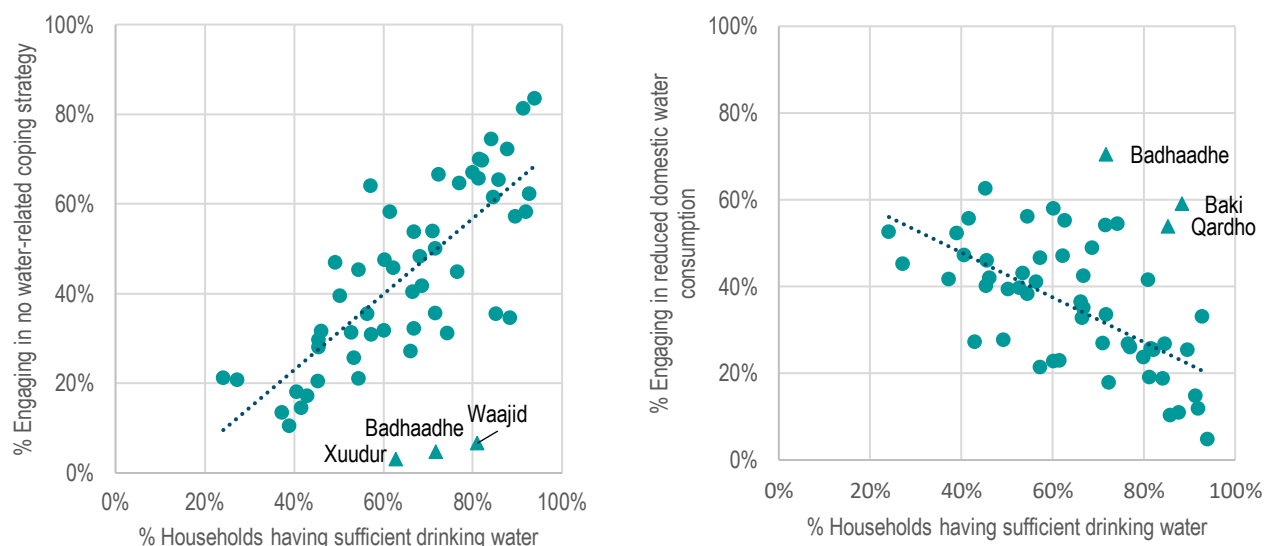 % Engaging in no water-related coping strategy
100%
80%
60%
40%
20%
0%
Waajid
Badhaadhe
Xuudur
0%
20%
40%
60%
80%
100%
% Households having sufficient drinking water
% Engaging in reduced domestic water
consumption
100%
80%
60%
40%
20%
0%
Badhaadhe
Baki
Qardho
0%
20%
40%
60%
80%
100%
% Households having sufficient drinking water